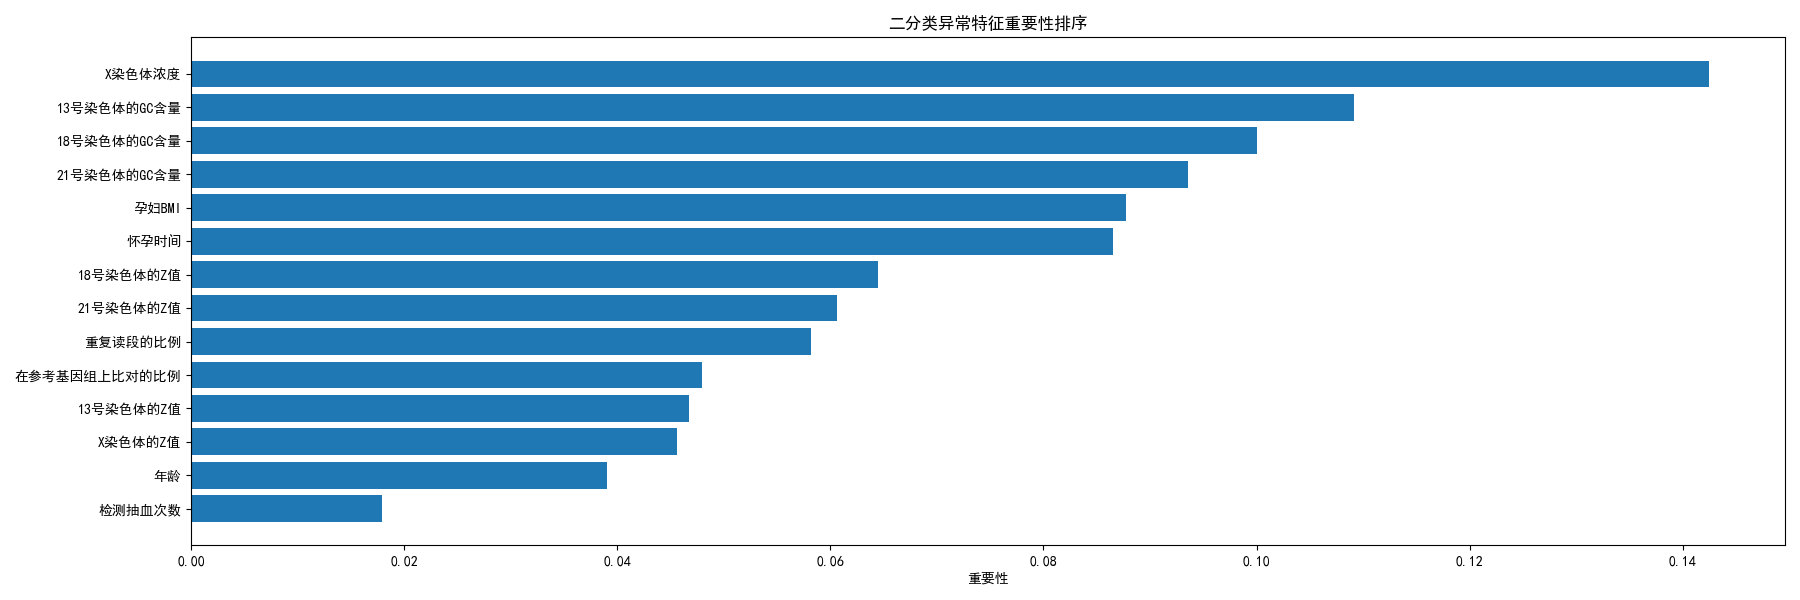 二分类异常特征重要性排序
X染色体浓度
13号染色体的GC含量
18号染色体的GC含量
21号染色体的GC含量
孕妇BMI
怀孕时间
18号染色体的Z值
21号染色体的Z值
重复读段的比例
在参考基因组上比对的比例
13号染色体的Z值
X染色体的Z值
年龄
检测抽血次数
0.00 0.02 0.04 0.06 0.08 0.10 0.12 0.14
重要性